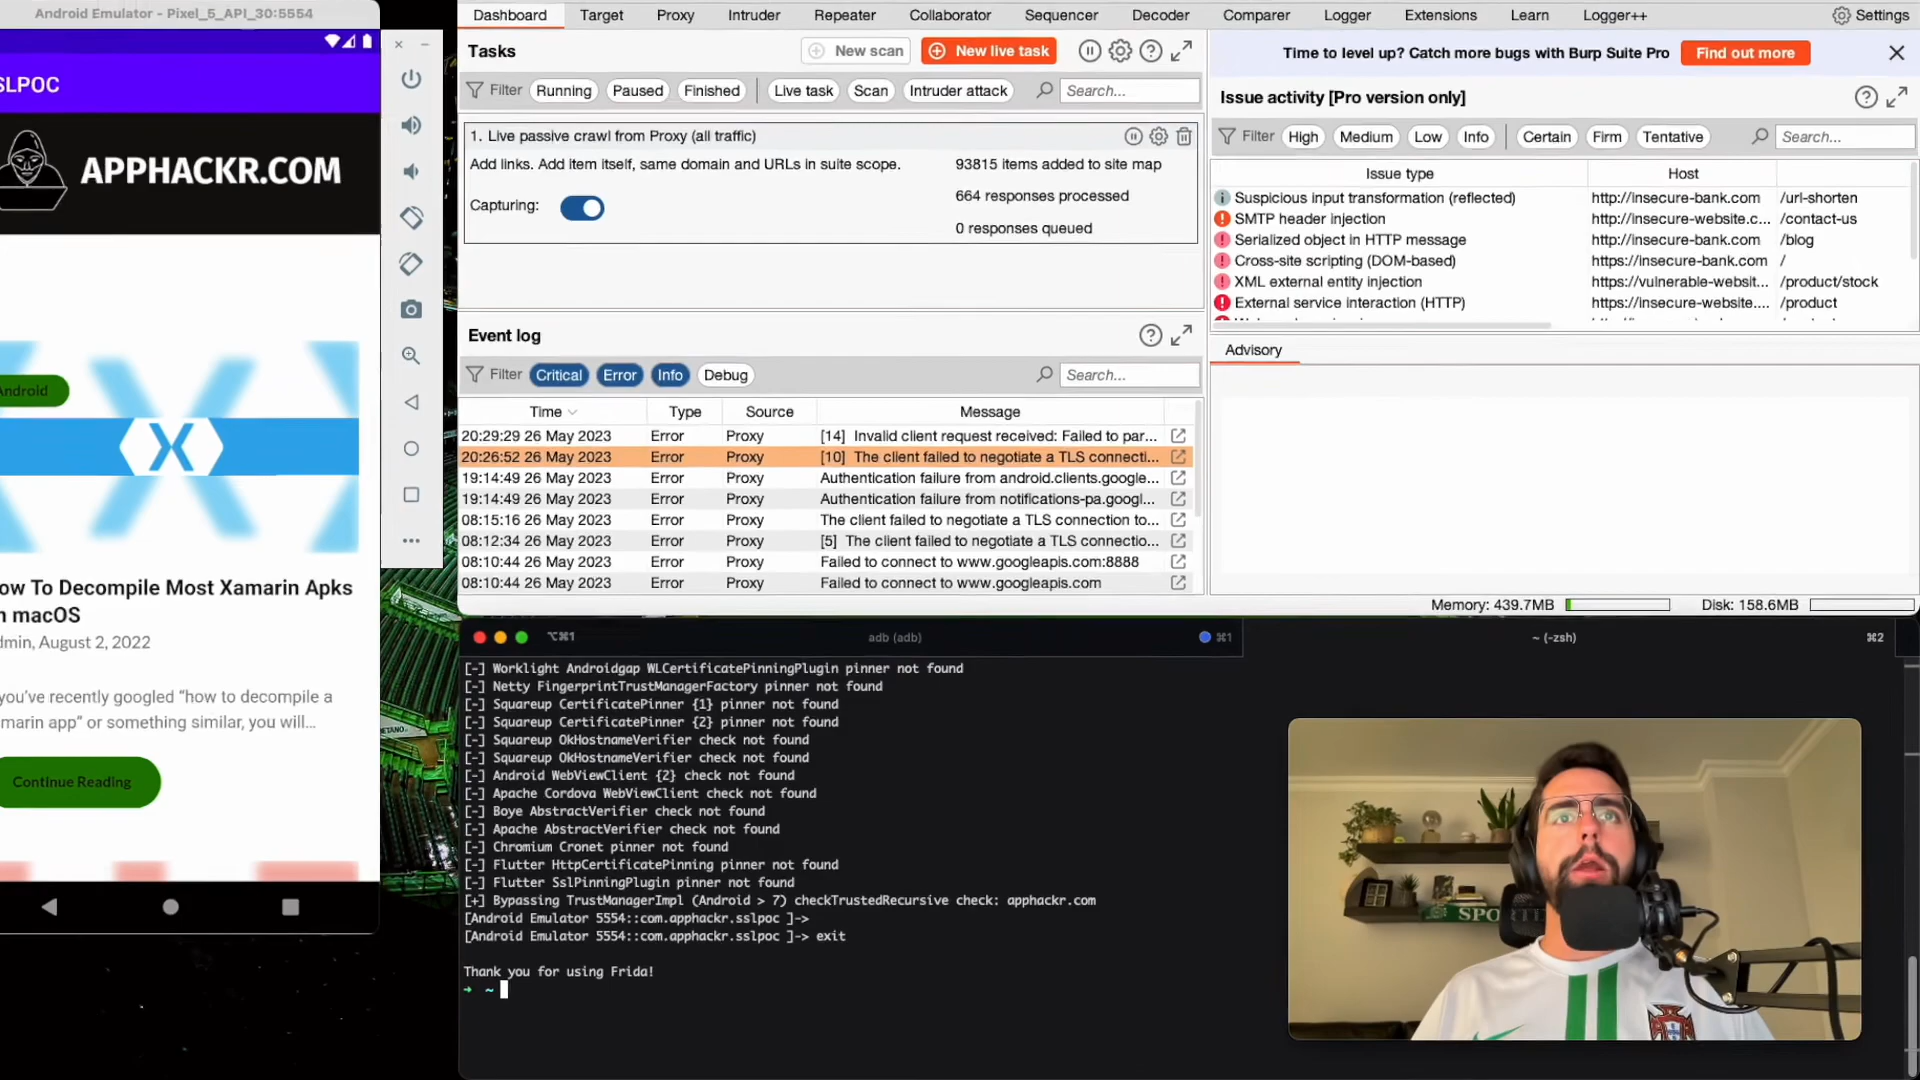 Android Emulator - Pixel_5_API_30:5554
SLPOC
APPHACKR.COM
Android
ow To Decompile Most Xamarin Apks
n macOS
dmin, August 2, 2022
you've recently googled “how to decompile a
marin app” or something similar, you will...
Continue Reading
Dashboard Target Proxy Intruder Repeater Collaborator Sequencer Decoder Comparer Logger Extensions Learn Logger++ Settings
Tasks New scan New live task
Filter Running Paused Finished Live task Scan Intruder attack Search...
1. Live passive crawl from Proxy (all traffic)
Add links. Add item itself, same domain and URLs in suite scope. 93815 items added to site map
664 responses processed
Capturing:
0 responses queued
Event log
Filter Critical Error Info Debug Search...
Time Type Source Message
20:29:29 26 May 2023 Error Proxy [14] Invalid client request received: Failed to par...
20:26:52 26 May 2023 Error Proxy [10] The client failed to negotiate a TLS connecti...
19:14:49 26 May 2023 Error Proxy Authentication failure from android.clients.google...
19:14:49 26 May 2023 Error Proxy Authentication failure from notifications-pa.googl...
08:15:16 26 May 2023 Error Proxy The client failed to negotiate a TLS connection to...
08:12:34 26 May 2023 Error Proxy [5] The client failed to negotiate a TLS connectio...
08:10:44 26 May 2023 Error Proxy Failed to connect to www.googleapis.com:8888
08:10:44 26 May 2023 Error Proxy Failed to connect to www.googleapis.com
Time to level up? Catch more bugs with Burp Suite Pro Find out more
Issue activity [Pro version only]
Filter High Medium Low Info Certain Firm Tentative Search...
Issue type Host
Suspicious input transformation (reflected) http://insecure-bank.com /url-shorten
SMTP header injection http://insecure-website.c... /contact-us
Serialized object in HTTP message http://insecure-bank.com /blog
Cross-site scripting (DOM-based) https://insecure-bank.com /
XML external entity injection https://vulnerable-websit... /product/stock
External service interaction (HTTP) https://insecure-website.... /product
Advisory
Memory: 439.7MB Disk: 158.6MB
⌥⌘1 adb (adb) ⌘1 ~ (-zsh) ⌘2
[-] Worklight Androidgap WLCertificatePinningPlugin pinner not found
[-] Netty FingerprintTrustManagerFactory pinner not found
[-] Squareup CertificatePinner {1} pinner not found
[-] Squareup CertificatePinner {2} pinner not found
[-] Squareup OkHostnameVerifier check not found
[-] Squareup OkHostnameVerifier check not found
[-] Android WebViewClient {2} check not found
[-] Apache Cordova WebViewClient check not found
[-] Boye AbstractVerifier check not found
[-] Apache AbstractVerifier check not found
[-] Chromium Cronet pinner not found
[-] Flutter HttpCertificatePinning pinner not found
[-] Flutter SslPinningPlugin pinner not found
[+] Bypassing TrustManagerImpl (Android > 7) checkTrustedRecursive check: apphackr.com
[Android Emulator 5554::com.apphackr.sslpoc ]->
[Android Emulator 5554::com.apphackr.sslpoc ]-> exit
Thank you for using Frida!
→ ~
SPO